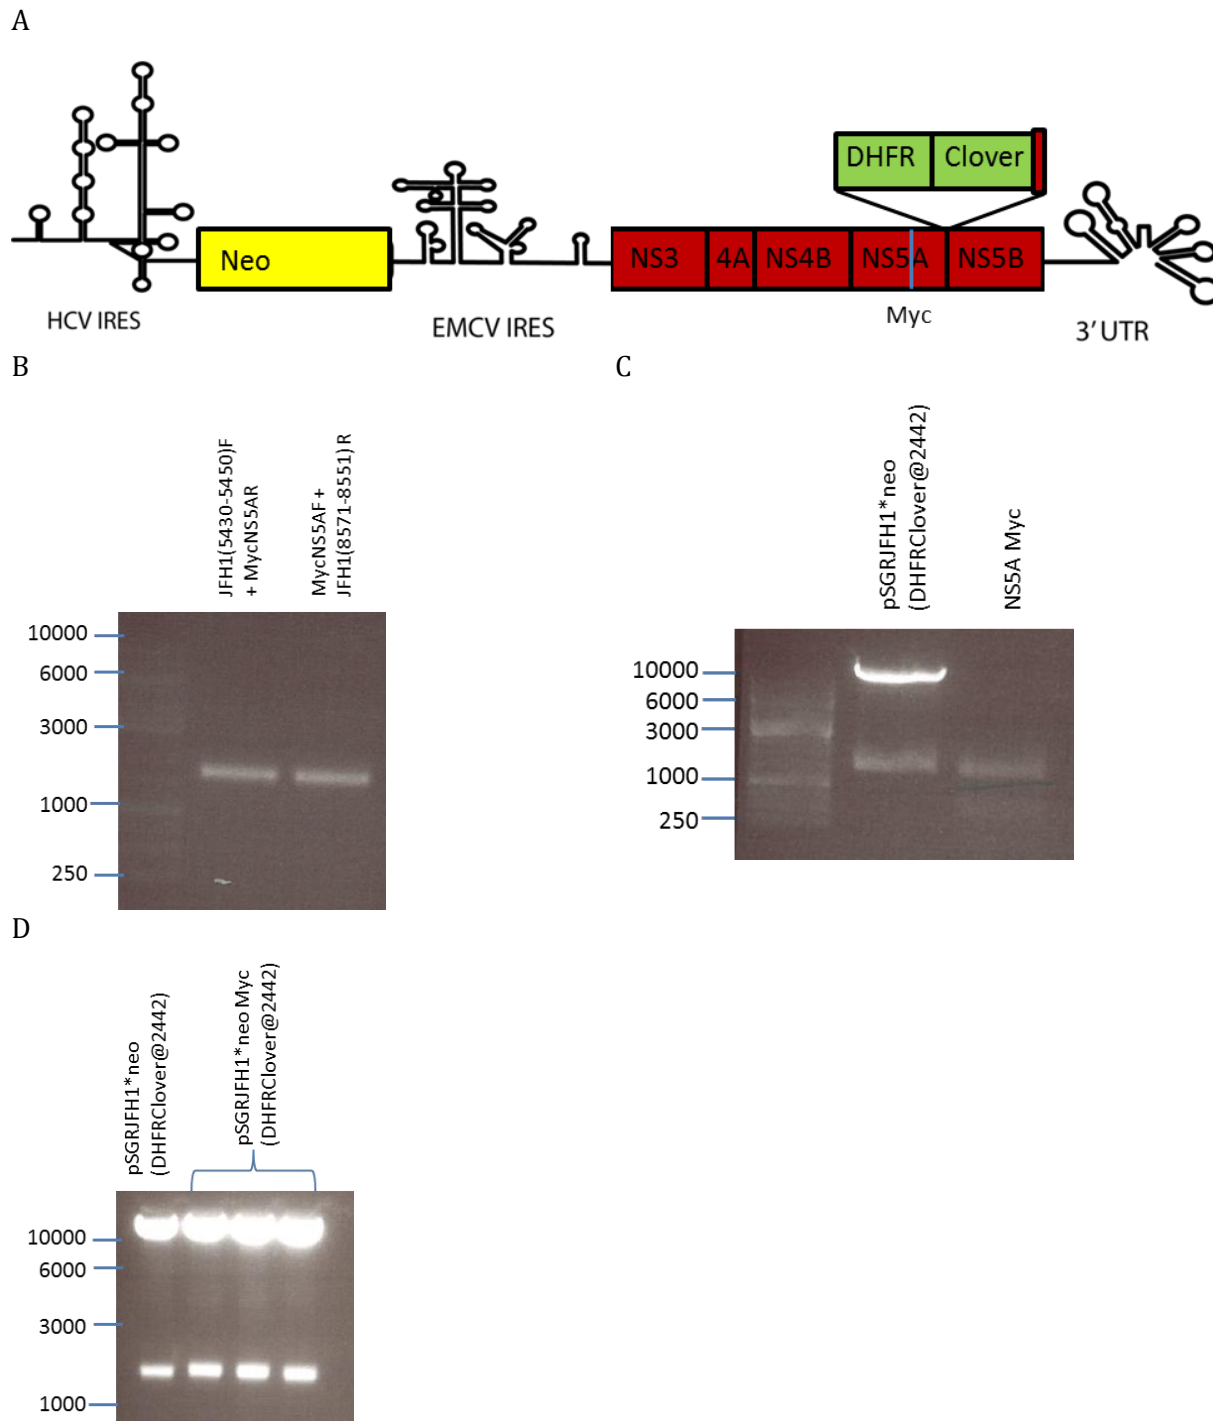 A
DHFR Clover
Neo
NS3 4A NS4B NS5A NS5B
HCV IRES
EMCV IRES
Myc
3' UTR
B
JFH1(5430-5450)F
+ MycNS5AR
MycNS5AF +
JFH1(8571-8551)R
10000
6000
3000
1000
250
C
pSGRJFH1*neo
(DHFRClover@2442)
NS5A Myc
10000
6000
3000
1000
250
D
pSGRJFH1*neo
(DHFRClover@2442)
pSGRJFH1*neo Myc
(DHFRClover@2442)
10000
6000
3000
1000